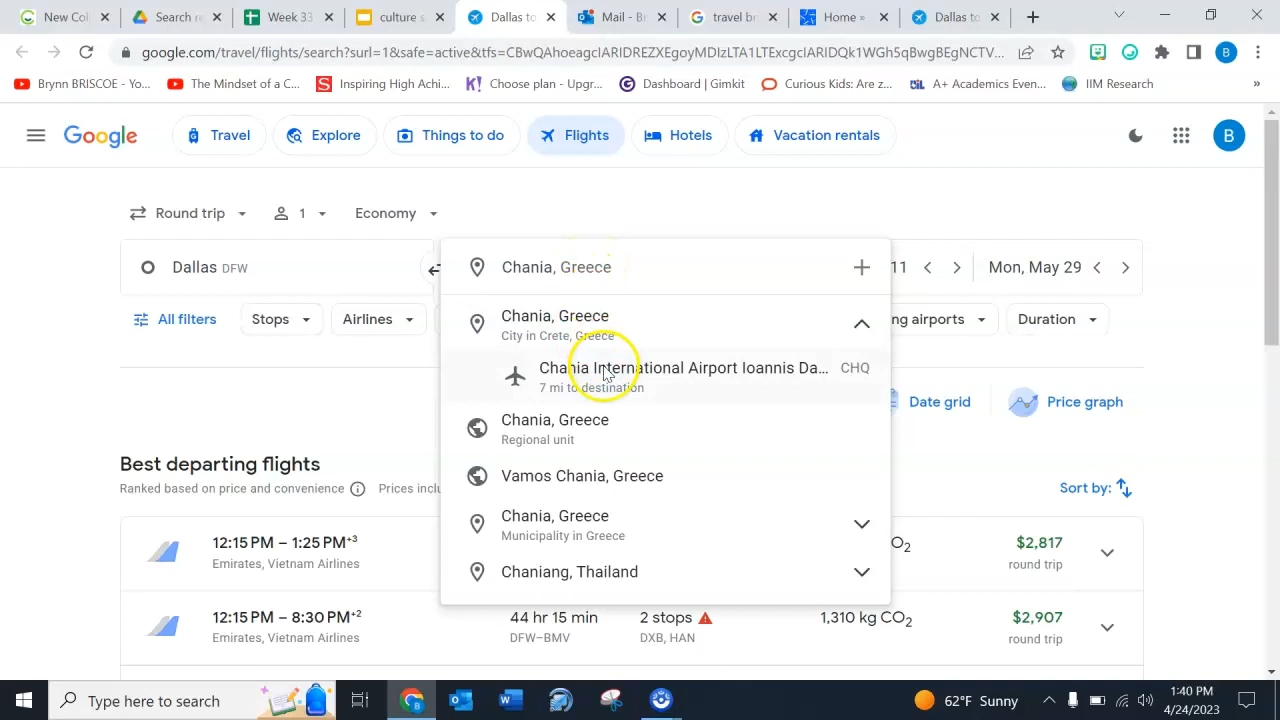 New Col
Search re
Week 33
culture s
Dallas to
Mail - Br
travel br
Home »
Dallas to
google.com/travel/flights/search?surl=1&safe=active&tfs=CBwQAhoeagcIARIDREZXEgoyMDIzLTA1LTExcgcIARIDQk1WGh5qBwgBEgNCTV...
B
Brynn BRISCOE - Yo...
The Mindset of a C...
Inspiring High Achi...
Choose plan - Upgr...
Dashboard | Gimkit
Curious Kids: Are z...
A+ Academics Even...
IIM Research
»
Google
Travel
Explore
Things to do
Flights
Hotels
Vacation rentals
B
Round trip
1
Economy
Dallas DFW
Chania, Greece
11
Mon, May 29
All filters
Stops
Airlines
ng airports
Duration
Chania, Greece
City in Crete, Greece
Chania International Airport Ioannis Da... CHQ
7 mi to destination
Chania, Greece
Regional unit
Vamos Chania, Greece
Chania, Greece
Municipality in Greece
Chaniang, Thailand
Date grid
Price graph
Best departing flights
Ranked based on price and convenience
Prices inclu
Sort by:
12:15 PM – 1:25 PM+3
Emirates, Vietnam Airlines
O2
$2,817
round trip
12:15 PM – 8:30 PM+2
Emirates, Vietnam Airlines
44 hr 15 min
DFW–BMV
2 stops
DXB, HAN
1,310 kg CO2
$2,907
round trip
Type here to search
62°F Sunny
1:40 PM
4/24/2023